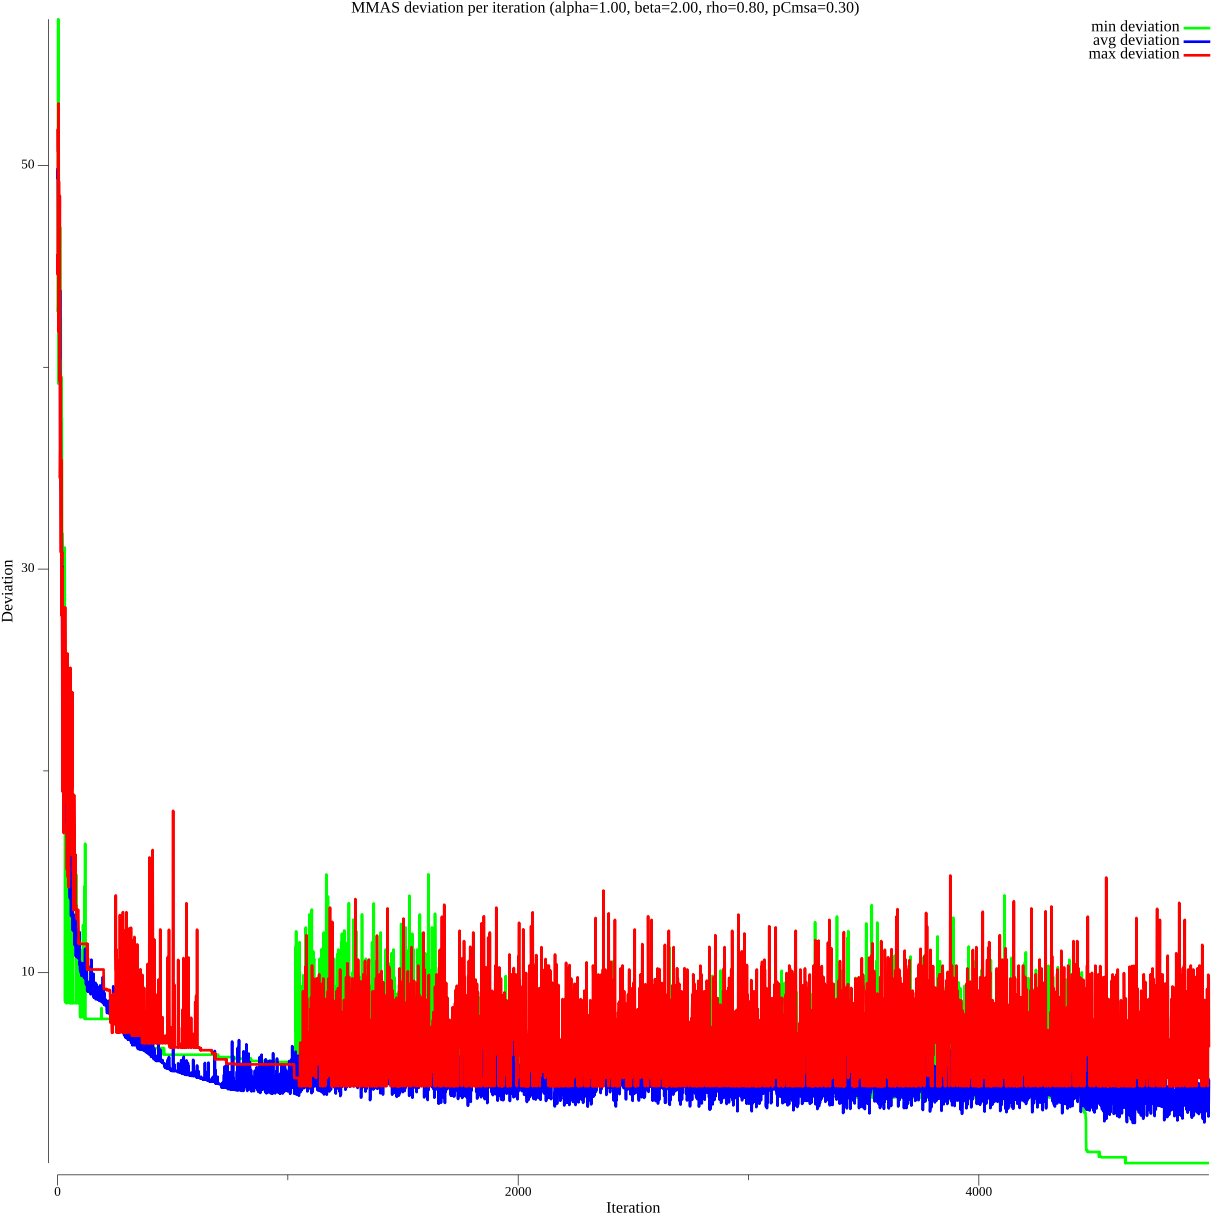 MMAS deviation per iteration (alpha=1.00, beta=2.00, rho=0.80, pCmsa=0.30)
min deviation
avg deviation
max deviation
50
30
10
Deviation
0
2000
4000
Iteration